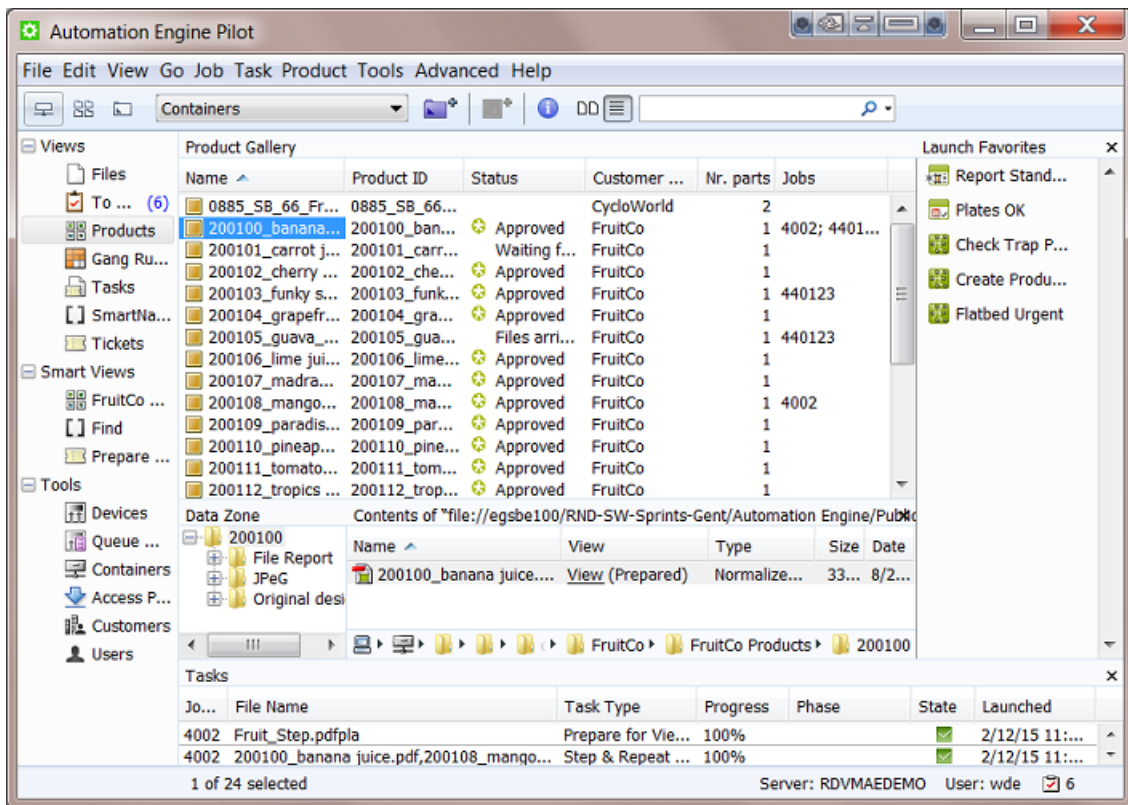 Automation Engine Pilot
File Edit View Go Job Task Product Tools Advanced Help
Containers
Views
Files
To ... (6)
Products
Gang Ru...
Tasks
SmartNa...
Tickets
Smart Views
FruitCo ...
Find
Prepare ...
Tools
Devices
Queue ...
Containers
Access P...
Customers
Users
Product Gallery
Name Product ID Status Customer ... Nr. parts Jobs
0885_SB_66_Fr... 0885_SB_66... CycloWorld 2
200100_banana... 200100_ban... Approved FruitCo 1 4002; 4401...
200101_carrot j... 200101_carr... Waiting f... FruitCo 1
200102_cherry ... 200102_che... Approved FruitCo 1
200103_funky s... 200103_funk... Approved FruitCo 1 440123
200104_grapefr... 200104_gra... Approved FruitCo 1
200105_guava_... 200105_gua... Files arri... FruitCo 1 440123
200106_lime jui... 200106_lime... Approved FruitCo 1
200107_madra... 200107_ma... Approved FruitCo 1
200108_mango... 200108_ma... Approved FruitCo 1 4002
200109_paradis... 200109_par... Approved FruitCo 1
200110_pineap... 200110_pine... Approved FruitCo 1
200111_tomato... 200111_tom... Approved FruitCo 1
200112_tropics ... 200112_trop... Approved FruitCo 1
Launch Favorites
Report Stand...
Plates OK
Check Trap P...
Create Produ...
Flatbed Urgent
Data Zone
200100
File Report
JPeG
Original desi
Contents of "file://egsbe100/RND-SW-Sprints-Gent/Automation Engine/Public
Name View Type Size Date
200100_banana juice.... View (Prepared) Normalize... 33... 8/2...
FruitCo FruitCo Products 200100
Tasks
Jo... File Name Task Type Progress Phase State Launched
4002 Fruit_Step.pdfpla Prepare for Vie... 100% 2/12/15 11:...
4002 200100_banana juice.pdf,200108_mango... Step & Repeat ... 100% 2/12/15 11:...
1 of 24 selected Server: RDVMAEDEMO User: wde 6